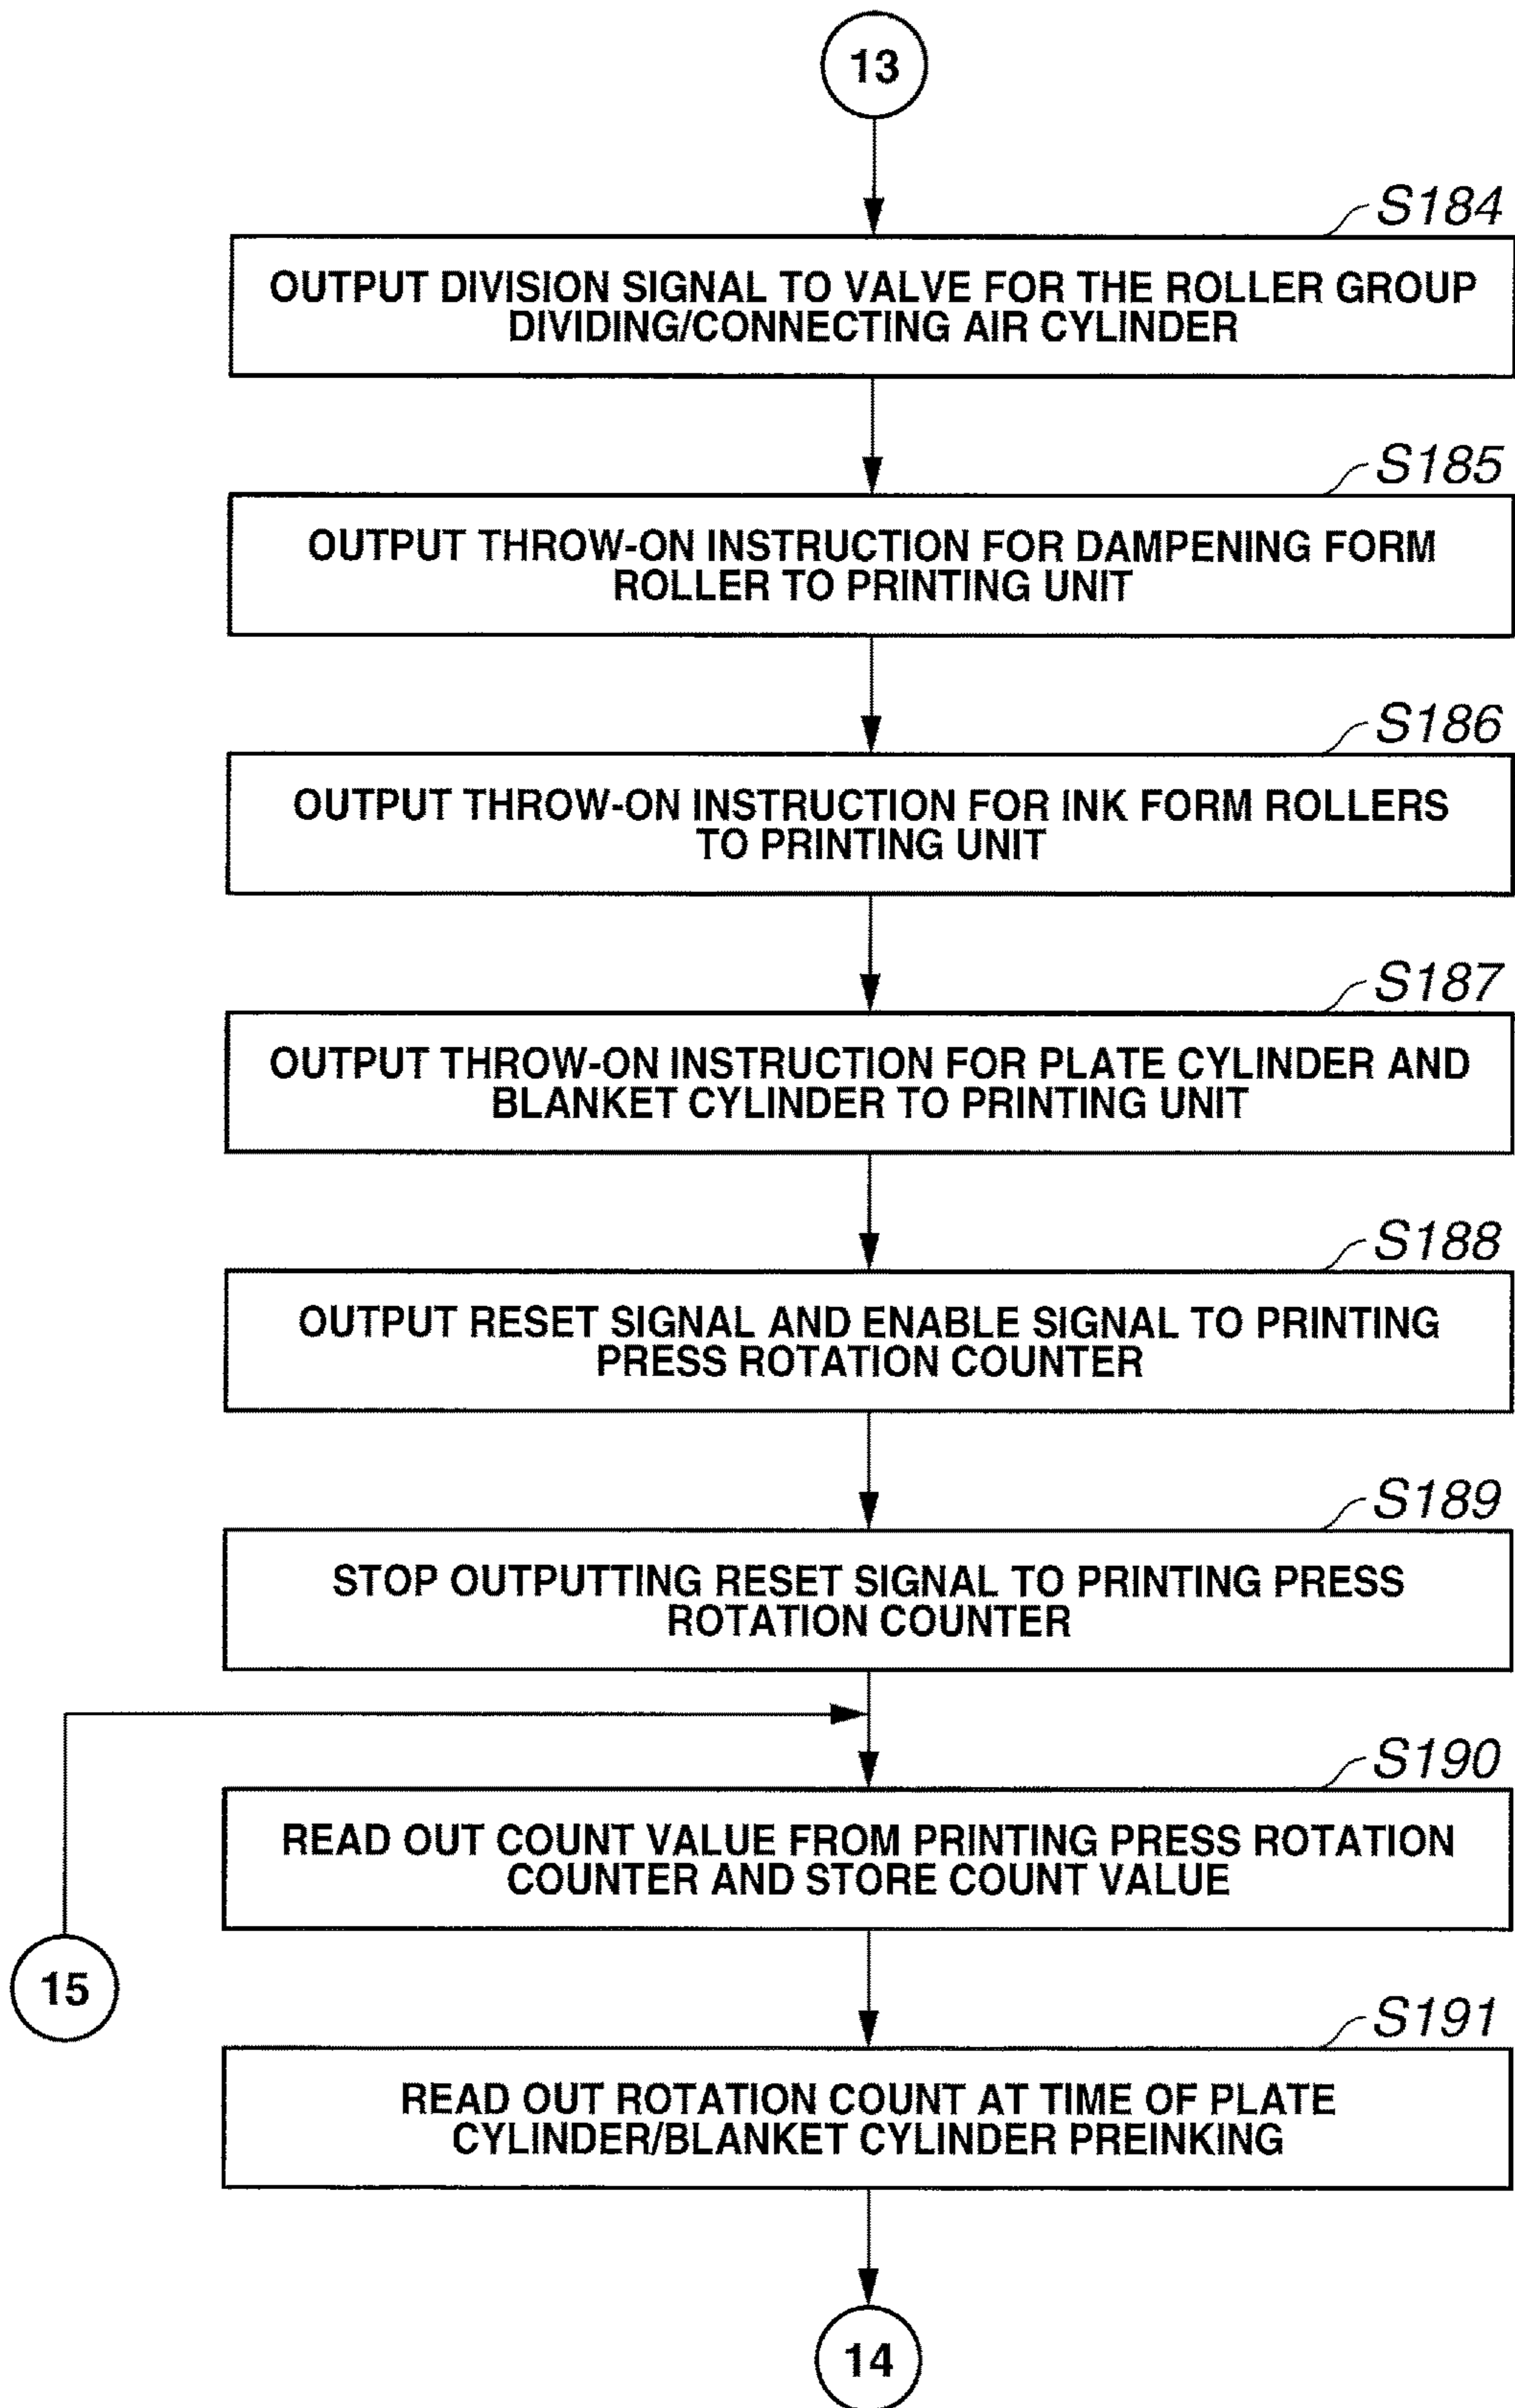 13
S184
OUTPUT DIVISION SIGNAL TO VALVE FOR THE ROLLER GROUP
DIVIDING/CONNECTING AIR CYLINDER
S185
OUTPUT THROW-ON INSTRUCTION FOR DAMPENING FORM
ROLLER TO PRINTING UNIT
S186
OUTPUT THROW-ON INSTRUCTION FOR INK FORM ROLLERS
TO PRINTING UNIT
S187
OUTPUT THROW-ON INSTRUCTION FOR PLATE CYLINDER AND
BLANKET CYLINDER TO PRINTING UNIT
S188
OUTPUT RESET SIGNAL AND ENABLE SIGNAL TO PRINTING
PRESS ROTATION COUNTER
S189
STOP OUTPUTTING RESET SIGNAL TO PRINTING PRESS
ROTATION COUNTER
S190
READ OUT COUNT VALUE FROM PRINTING PRESS ROTATION
COUNTER AND STORE COUNT VALUE
15
S191
READ OUT ROTATION COUNT AT TIME OF PLATE
CYLINDER/BLANKET CYLINDER PREINKING
14